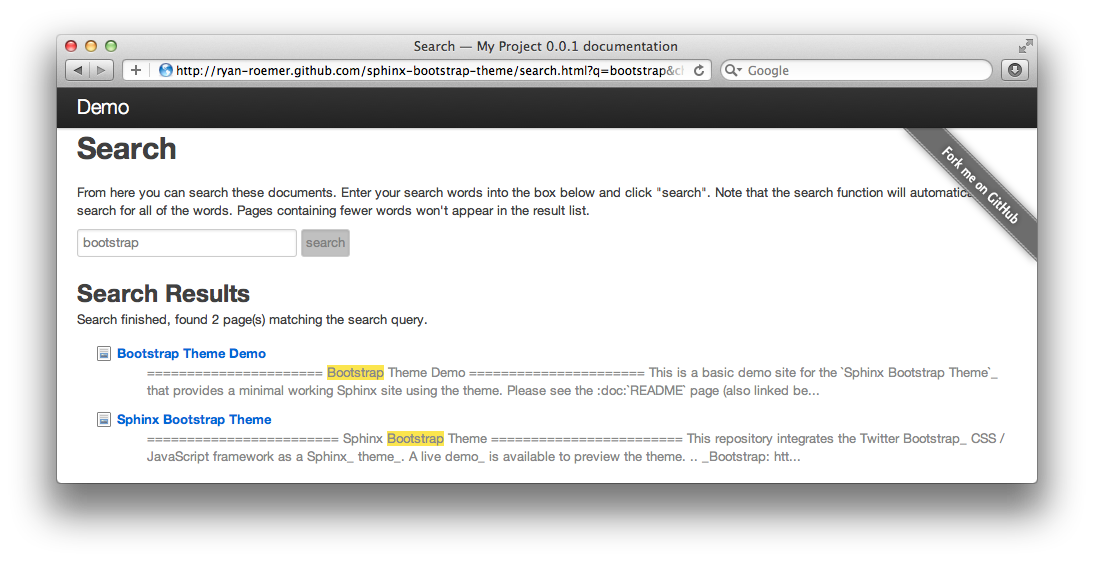 Search — My Project 0.0.1 documentation
http://ryan-roemer.github.com/sphinx-bootstrap-theme/search.html?q=bootstrap&c
Google
Demo
Fork me on GitHub
Search
From here you can search these documents. Enter your search words into the box below and click "search". Note that the search function will automatica
search for all of the words. Pages containing fewer words won't appear in the result list.
bootstrap
search
Search Results
Search finished, found 2 page(s) matching the search query.
Bootstrap Theme Demo
====================== Bootstrap Theme Demo ====================== This is a basic demo site for the `Sphinx Bootstrap Theme`_
that provides a minimal working Sphinx site using the theme. Please see the :doc:`README` page (also linked be...
Sphinx Bootstrap Theme
======================== Sphinx Bootstrap Theme ======================== This repository integrates the Twitter Bootstrap_ CSS /
JavaScript framework as a Sphinx_ theme_. A live demo_ is available to preview the theme. .. _Bootstrap: htt...